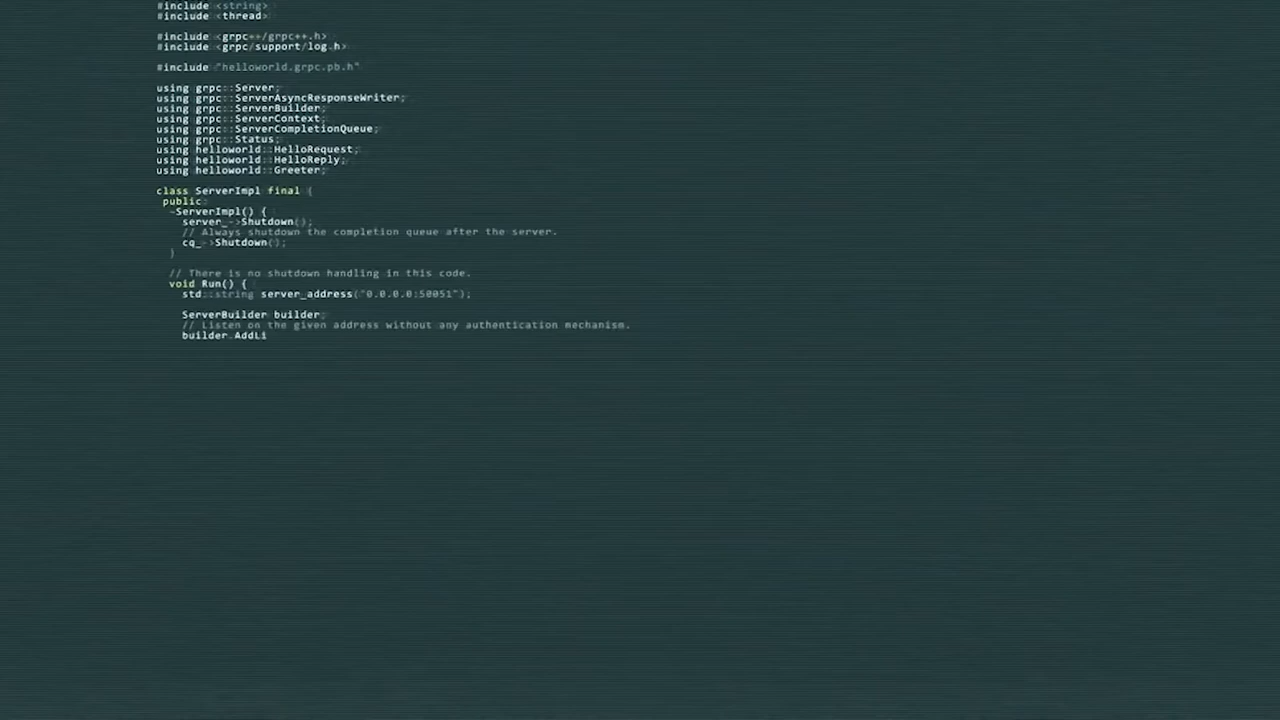 #include <string>
#include <thread>
#include <grpc++/grpc++.h>
#include <grpc/support/log.h>
#include "helloworld.grpc.pb.h"
using grpc::Server;
using grpc::ServerAsyncResponseWriter;
using grpc::ServerBuilder;
using grpc::ServerContext;
using grpc::ServerCompletionQueue;
using grpc::Status;
using helloworld::HelloRequest;
using helloworld::HelloReply;
using helloworld::Greeter;
class ServerImpl final {
public:
~ServerImpl() {
server_->Shutdown();
// Always shutdown the completion queue after the server.
cq_->Shutdown();
}
// There is no shutdown handling in this code.
void Run() {
std::string server_address("0.0.0.0:50051");
ServerBuilder builder;
// Listen on the given address without any authentication mechanism.
builder.AddLi